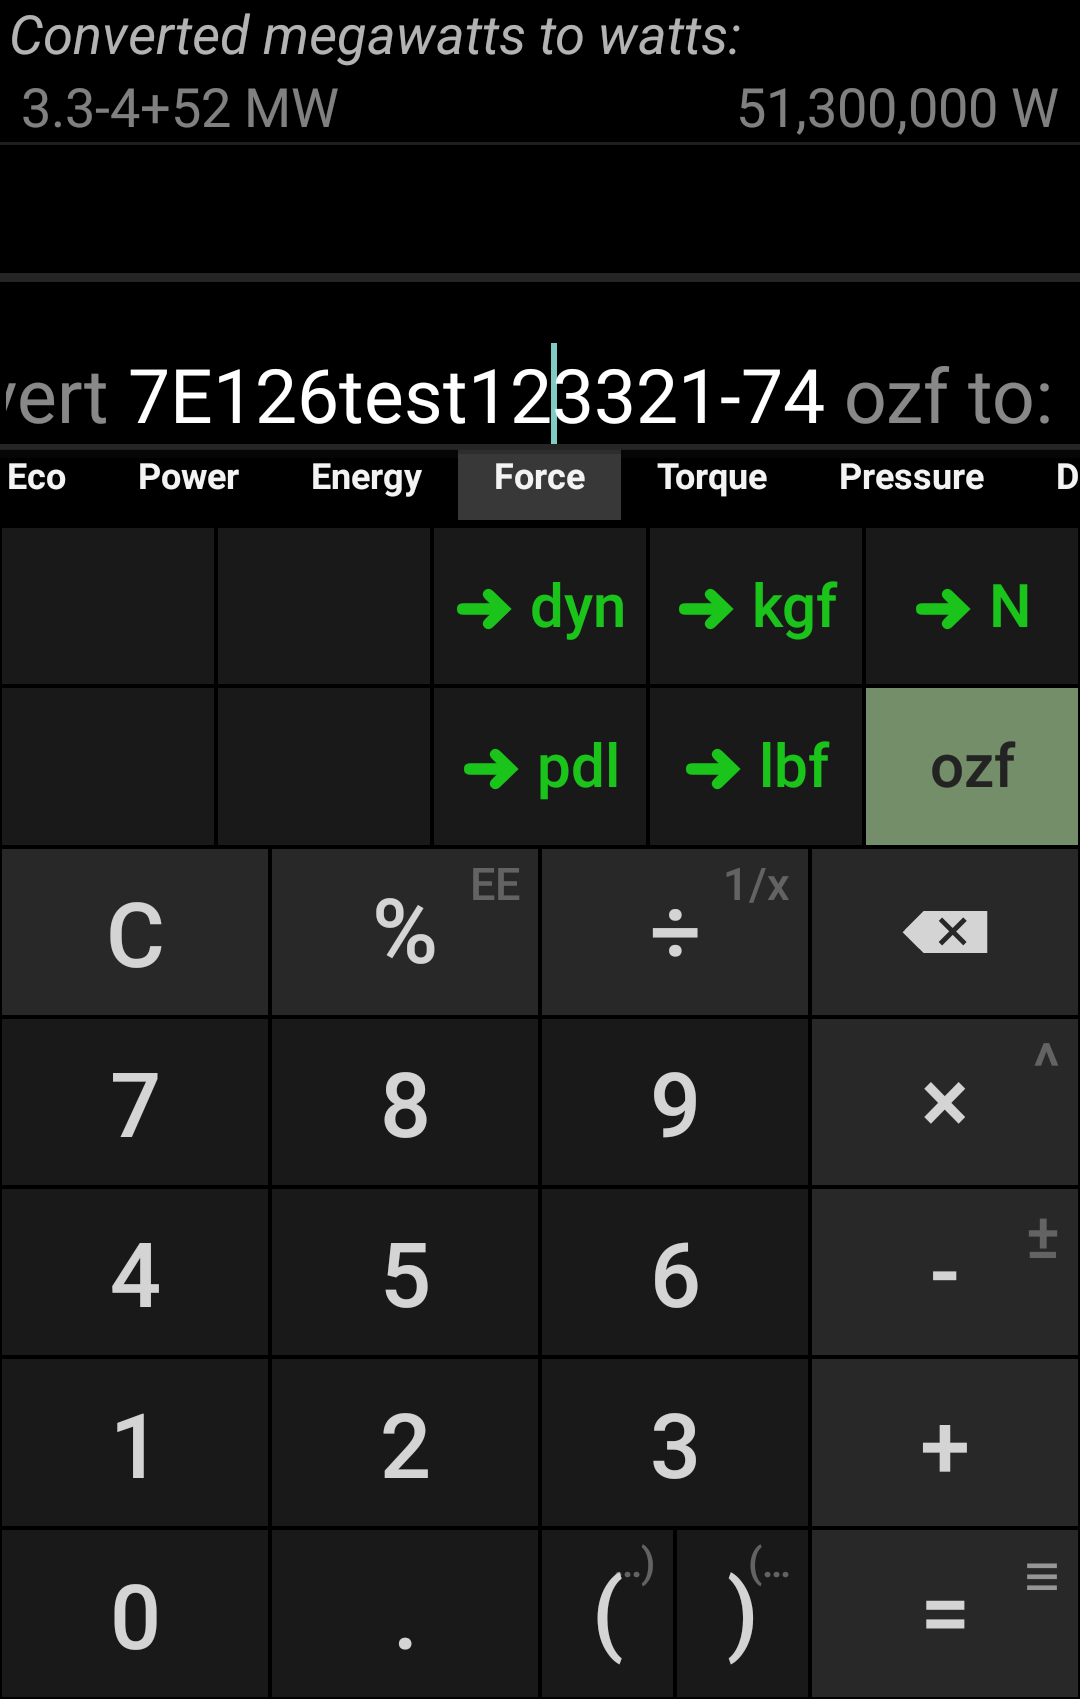 Converted megawatts to watts:
3.3-4+52 MW 51,300,000 W
vert 7E126test123321-74 ozf to:
Eco Power Energy Force Torque Pressure D
➔ dyn ➔ kgf ➔ N
➔ pdl ➔ lbf ozf
C % EE ÷ 1/x
7 8 9 × ^
4 5 6 - ±
1 2 3 +
0 . ( ..) ) (... = ≡